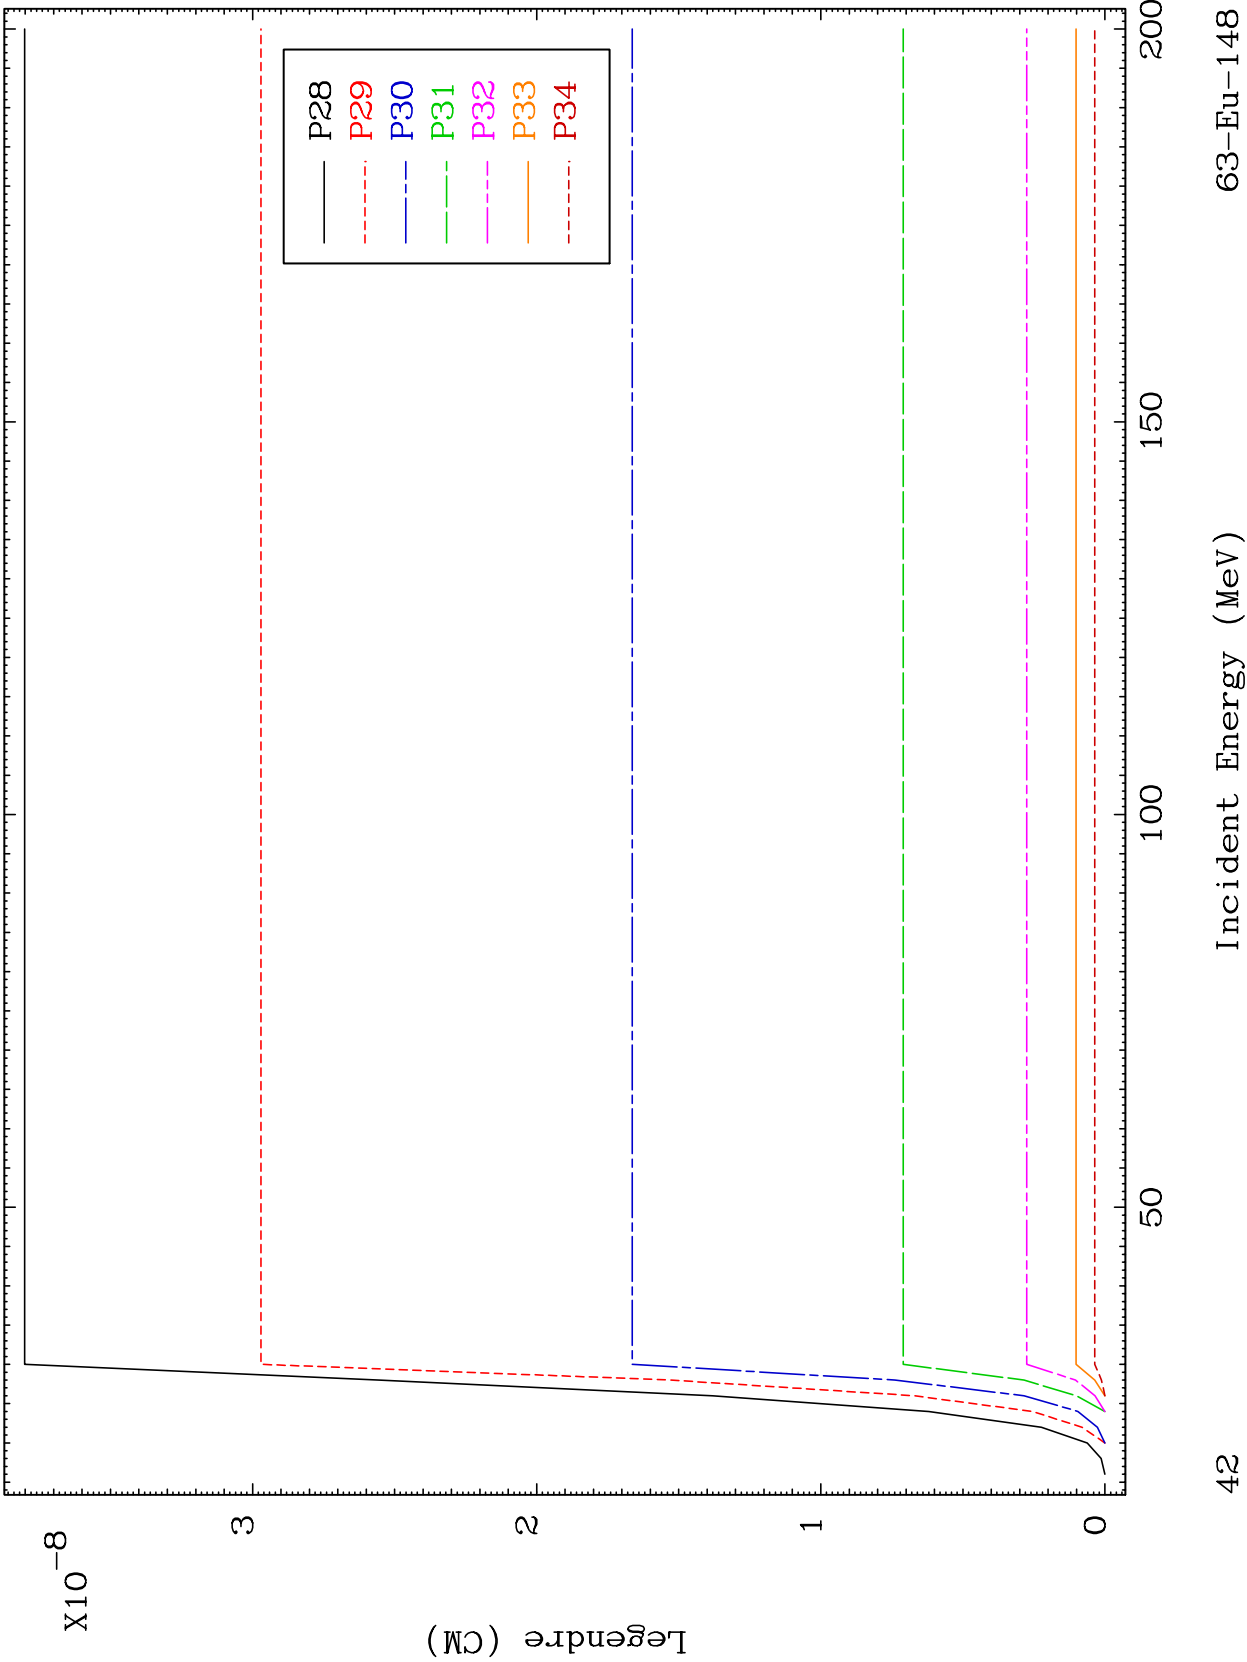 X10-8
3
2
1
0
Legendre (CM)
P28
P29
P30
P31
P32
P33
P34
50
100
150
200
42
Incident Energy (MeV)
63-Eu-148